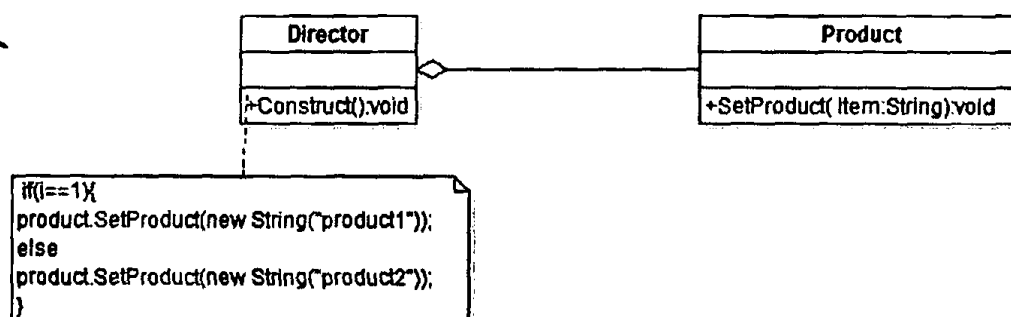 Director
Product
+Construct():void
+SetProduct( Item:String):void
if(i==1){
product.SetProduct(new String("product1"));
else
product.SetProduct(new String("product2"));
}